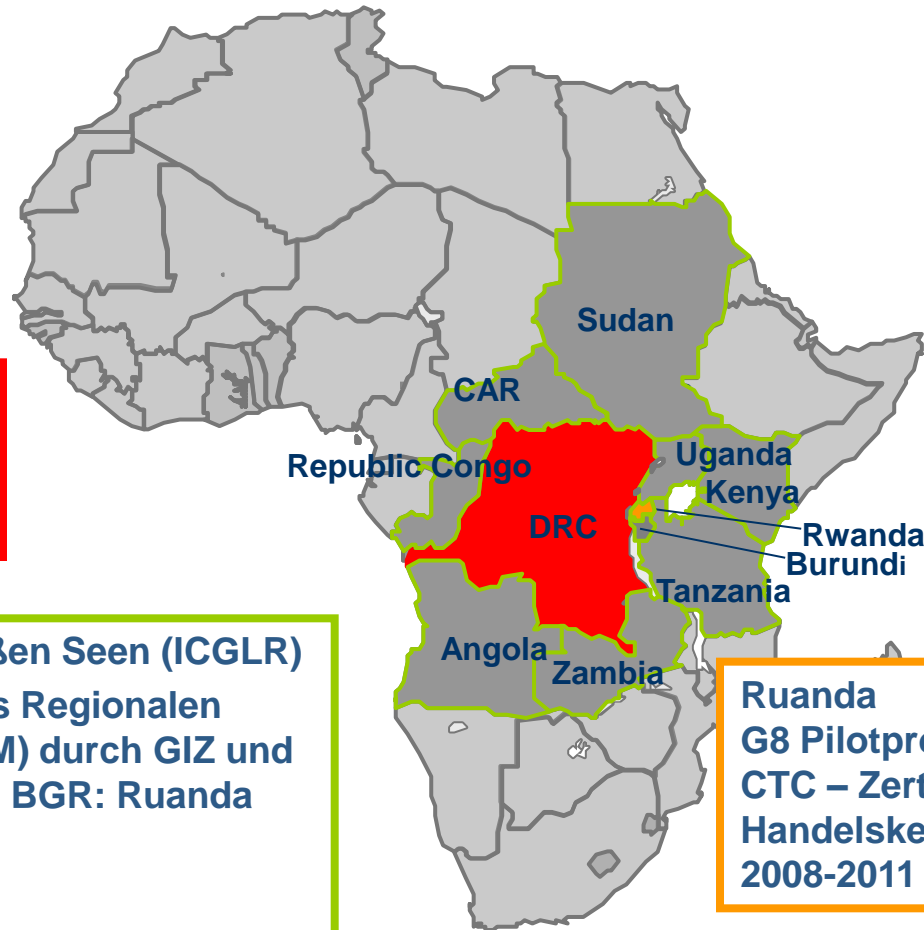 Sudan
CAR
Republic Congo
Uganda
Kenya
DRC
Rwanda
Burundi
Tanzania
Angola
Zambia
ßen Seen (ICGLR)
s Regionalen
M) durch GIZ und
BGR: Ruanda
Ruanda
G8 Pilotpro
CTC – Zert
Handelske
2008-2011